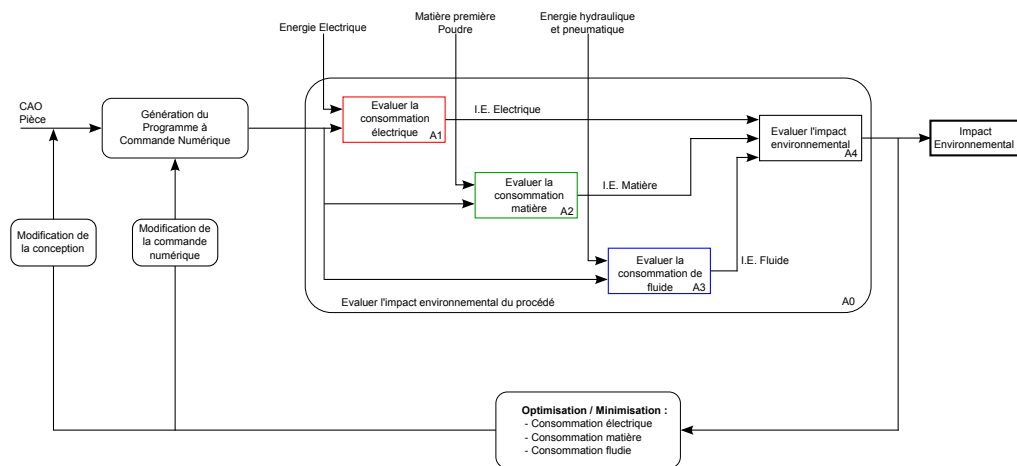 Energie Electrique
Matière première
Poudre
Energie hydraulique
et pneumatique
CAO
Pièce
Génération du
Programme à
Commande Numérique
Evaluer la
consommation
électrique
A1
I.E. Electrique
Evaluer l'impact
environnemental
A4
Impact
Environnemental
Evaluer la
consommation
matière
A2
I.E. Matière
Modification de
la conception
Modification de
la commande
numérique
Evaluer la
consommation de
fluide
A3
I.E. Fluide
Evaluer l'impact environnemental du procédé
A0
Optimisation / Minimisation :
- Consommation électrique
- Consommation matière
- Consommation fludie